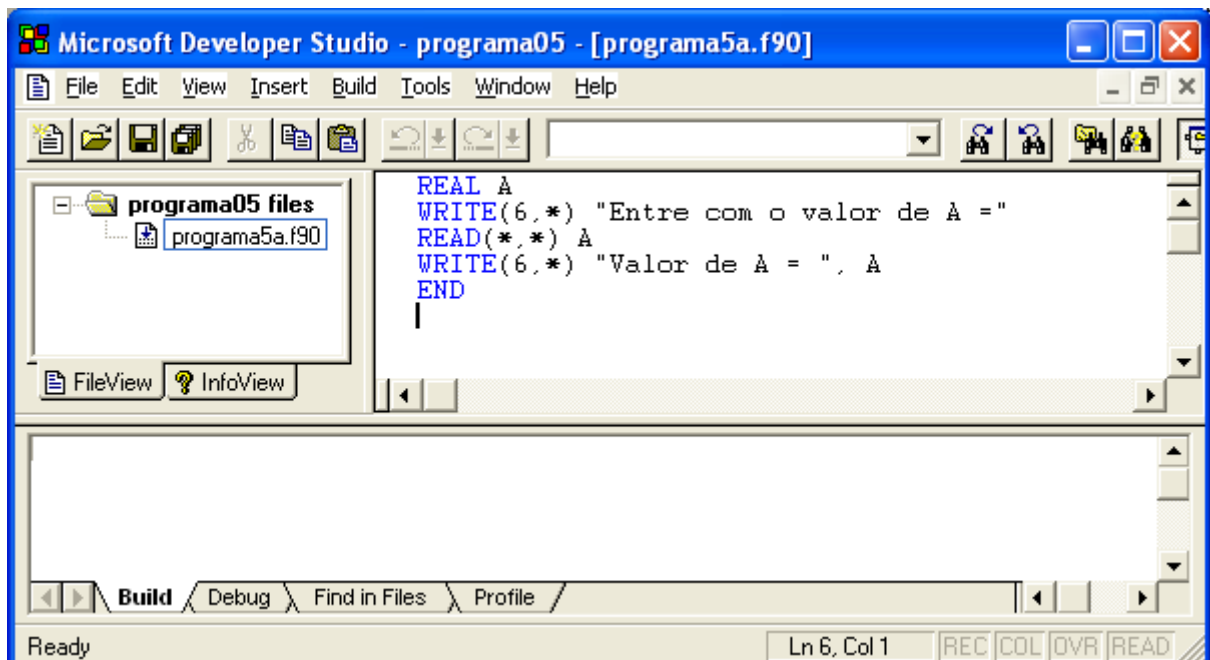 Microsoft Developer Studio - programa05 - [programa5a.f90]
File Edit View Insert Build Tools Window Help
programa05 files
programa5a.f90
FileView InfoView
REAL A
WRITE(6,*) "Entre com o valor de A ="
READ(*,*) A
WRITE(6,*) "Valor de A = ", A
END
Build Debug Find in Files Profile
Ready Ln 6, Col 1 REC COL OVR READ